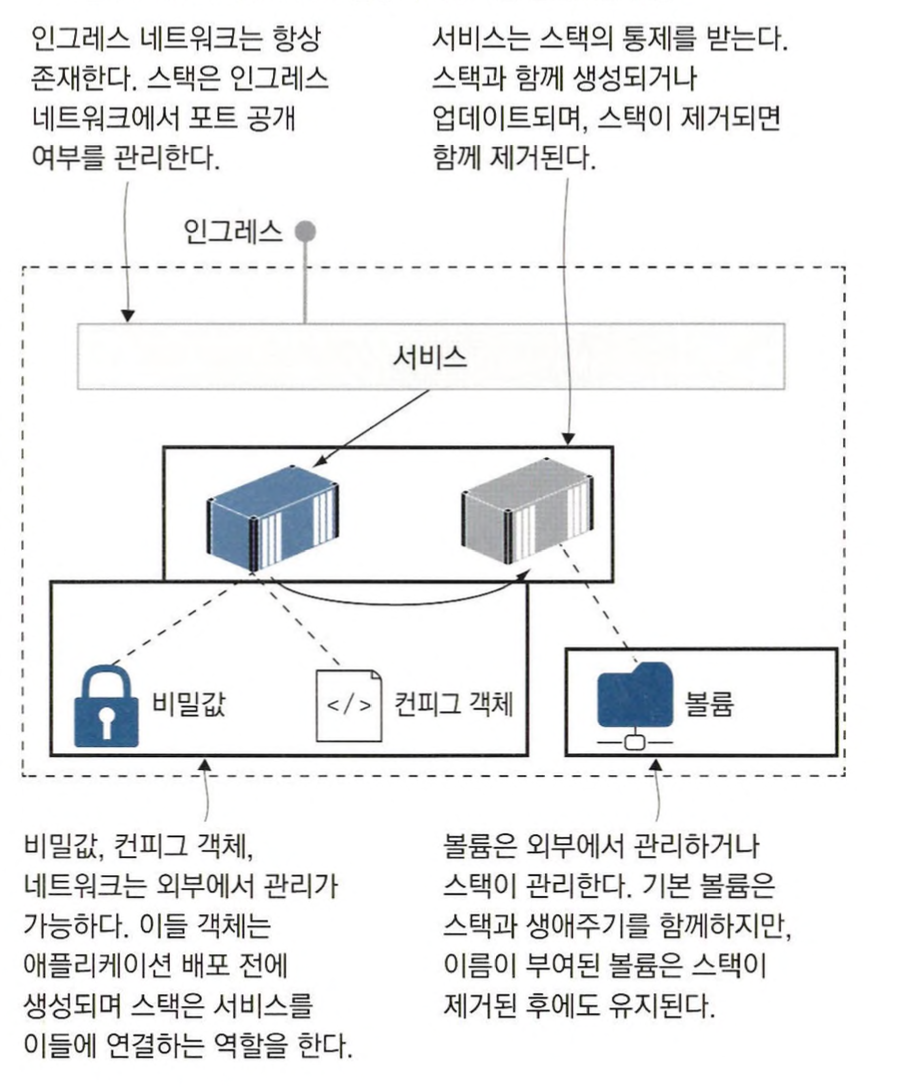 인그레스 네트워크는 항상
존재한다. 스택은 인그레스
네트워크에서 포트 공개
여부를 관리한다.
서비스는 스택의 통제를 받는다.
스택과 함께 생성되거나
업데이트되며, 스택이 제거되면
함께 제거된다.
인그레스
서비스
비밀값
</>
컨피그 객체
볼륨
비밀값, 컨피그 객체,
네트워크는 외부에서 관리가
가능하다. 이들 객체는
애플리케이션 배포 전에
생성되며 스택은 서비스를
이들에 연결하는 역할을 한다.
볼륨은 외부에서 관리하거나
스택이 관리한다. 기본 볼륨은
스택과 생애주기를 함께하지만,
이름이 부여된 볼륨은 스택이
제거된 후에도 유지된다.